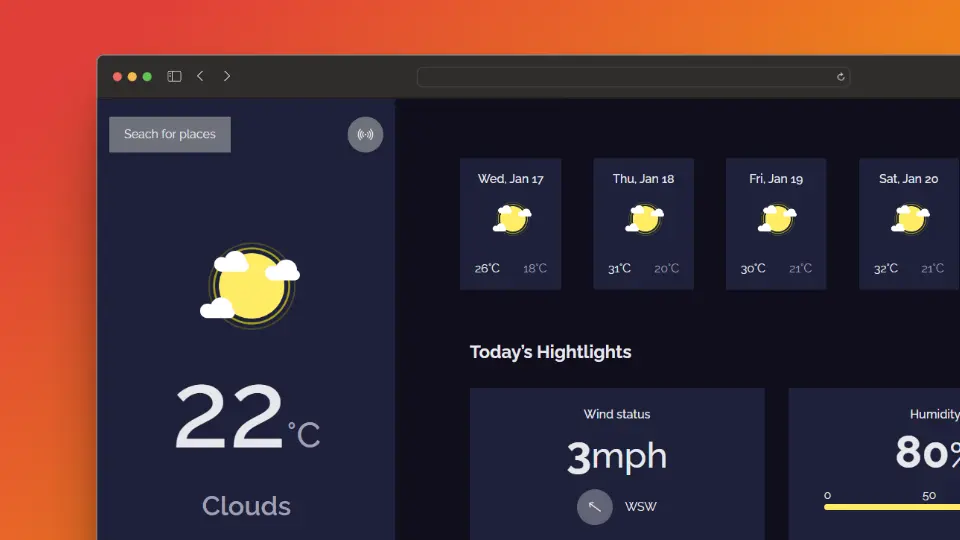 Seach for places
22°C
Clouds
Wed, Jan 17
26°C 18°C
Thu, Jan 18
31°C 20°C
Fri, Jan 19
30°C 21°C
Sat, Jan 20
32°C 21°C
Today's Hightlights
Wind status
3mph
WSW
Humidity
80%
0 50